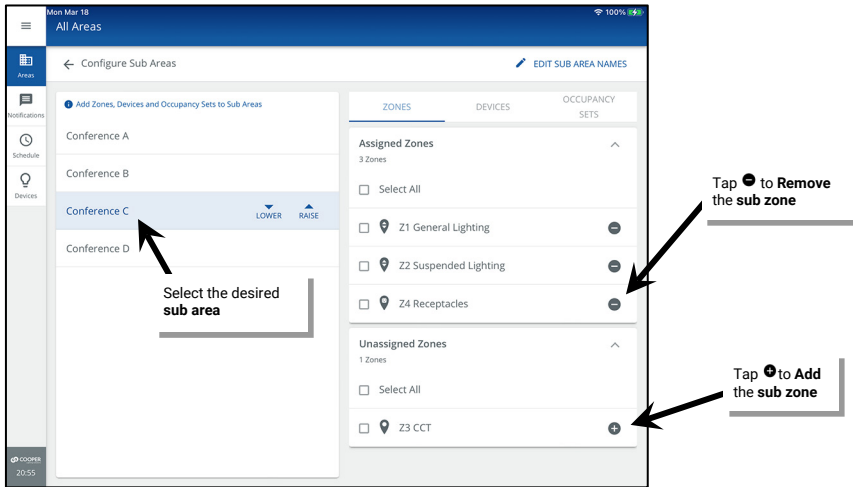 Mon Mar 18
100%
All Areas
Configure Sub Areas
EDIT SUB AREA NAMES
Areas
Notifications
Schedule
Devices
Add Zones, Devices and Occupancy Sets to Sub Areas
Conference A
Conference B
Conference C
LOWER
RAISE
Conference D
Select the desired
sub area
ZONES
DEVICES
OCCUPANCY
SETS
Assigned Zones
3 Zones
Select All
Z1 General Lighting
Z2 Suspended Lighting
Z4 Receptacles
Unassigned Zones
1 Zones
Select All
Z3 CCT
Tap to Remove
the sub zone
Tap to Add
the sub zone
COOPER
20:55